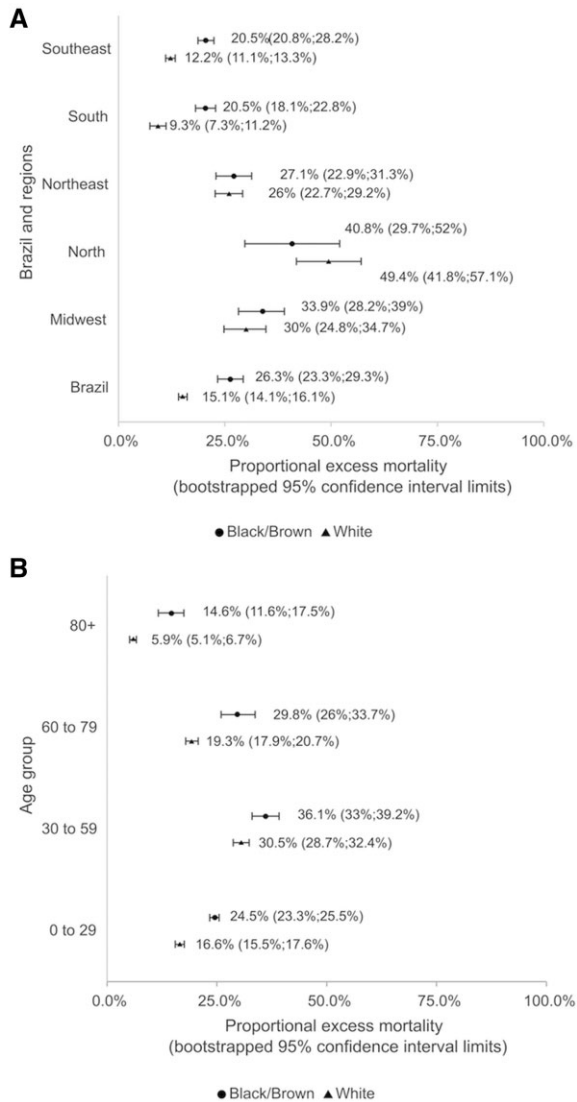 A
Southeast
20.5% (20.8%;28.2%)
12.2% (11.1%;13.3%)
South
20.5% (18.1%;22.8%)
9.3% (7.3%;11.2%)
Northeast
27.1% (22.9%;31.3%)
26% (22.7%;29.2%)
North
40.8% (29.7%;52%)
49.4% (41.8%;57.1%)
Midwest
33.9% (28.2%;39%)
30% (24.8%;34.7%)
Brazil
26.3% (23.3%;29.3%)
15.1% (14.1%;16.1%)
Brazil and regions
0.0% 25.0% 50.0% 75.0% 100.0%
Proportional excess mortality
(bootstrapped 95% confidence interval limits)
Black/Brown White
B
80+
14.6% (11.6%;17.5%)
5.9% (5.1%;6.7%)
60 to 79
29.8% (26%;33.7%)
19.3% (17.9%;20.7%)
30 to 59
36.1% (33%;39.2%)
30.5% (28.7%;32.4%)
0 to 29
24.5% (23.3%;25.5%)
16.6% (15.5%;17.6%)
Age group
0.0% 25.0% 50.0% 75.0% 100.0%
Proportional excess mortality
(bootstrapped 95% confidence interval limits)
Black/Brown White